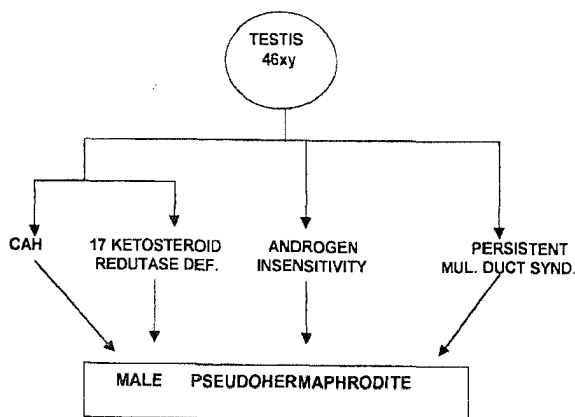 TESTIS
46xy
CAH
17 KETOSTEROID
REDUTASE DEF.
ANDROGEN
INSENSITIVITY
PERSISTENT
MUL. DUCT SYND.
MALE PSEUDOHERMAPHRODITE